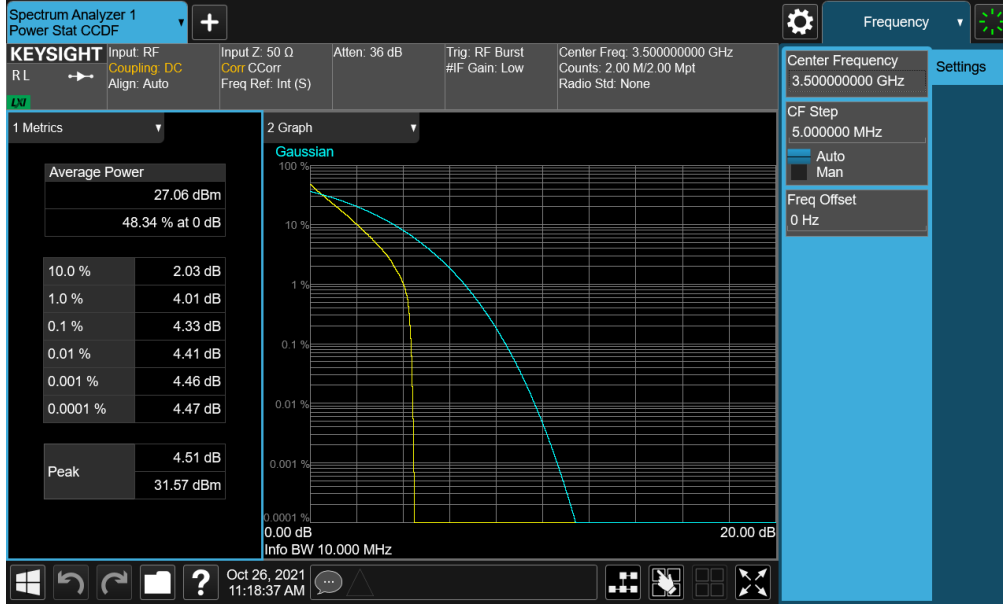 Spectrum Analyzer 1
Power Stat CCDF
Frequency
KEYSIGHT
RL
LXI
Input: RF
Coupling: DC
Align: Auto
Input Z: 50 Ω
Corr CCorr
Freq Ref: Int (S)
Atten: 36 dB
Trig: RF Burst
#IF Gain: Low
Center Freq: 3.500000000 GHz
Counts: 2.00 M/2.00 Mpt
Radio Std: None
Center Frequency
3.500000000 GHz
Settings
CF Step
5.000000 MHz
Auto
Man
Freq Offset
0 Hz
1 Metrics
Average Power
27.06 dBm
48.34 % at 0 dB
10.0 % 2.03 dB
1.0 % 4.01 dB
0.1 % 4.33 dB
0.01 % 4.41 dB
0.001 % 4.46 dB
0.0001 % 4.47 dB
Peak 4.51 dB
31.57 dBm
2 Graph
Gaussian
100 %
10 %
1 %
0.1 %
0.01 %
0.001 %
0.0001 %
0.00 dB 20.00 dB
Info BW 10.000 MHz
?
Oct 26, 2021
11:18:37 AM